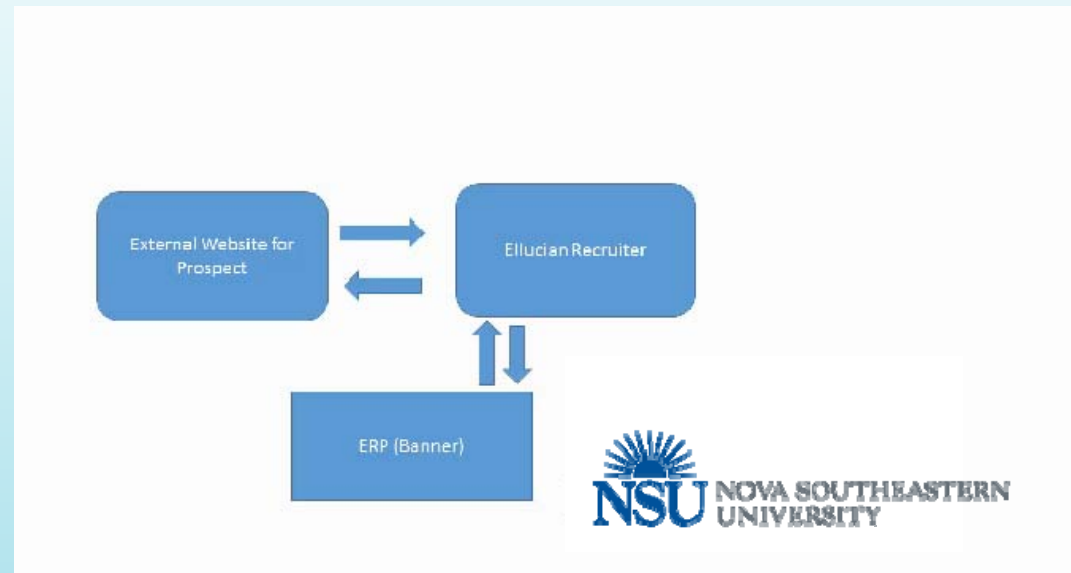 External Website for
Prospect
Ellucian Recruiter
ERP (Banner)
NSU NOVA SOUTHEASTERN
UNIVERSITY